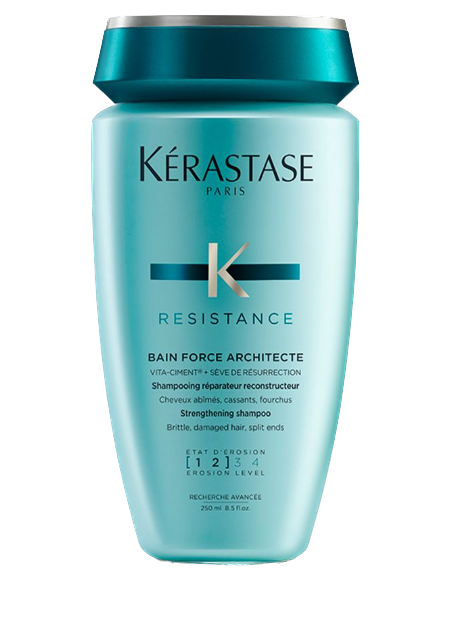 KÉRASTASE
PARIS
K
RESISTANCE
BAIN FORCE ARCHITECTE
VITA-CIMENT® + SÈVE DE RÉSURRECTION
Shampooing réparateur reconstructeur
Cheveux abîmés, cassants, fourchus
Strengthening shampoo
Brittle, damaged hair, split ends
ETAT D'EROSION
[1 2] 3 4
EROSION LEVEL
RECHERCHE AVANCÉE
250 ml 8.5 fl.oz.